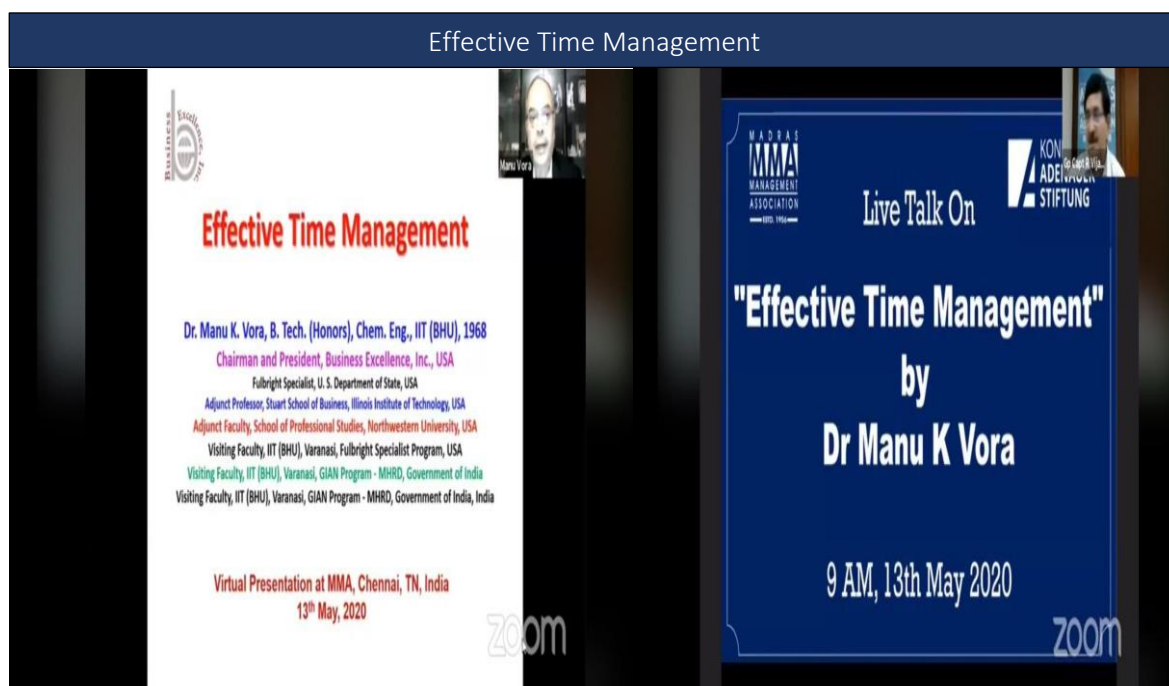 Effective Time Management
Business Excellence, Inc
Manu Vora
Effective Time Management
Dr. Manu K. Vora, B. Tech. (Honors), Chem. Eng., IIT (BHU), 1968
Chairman and President, Business Excellence, Inc., USA
Fulbright Specialist, U. S. Department of State, USA
Adjunct Professor, Stuart School of Business, Illinois Institute of Technology, USA
Adjunct Faculty, School of Professional Studies, Northwestern University, USA
Visiting Faculty, IIT (BHU), Varanasi, Fulbright Specialist Program, USA
Visiting Faculty, IIT (BHU), Varanasi, GIAN Program - MHRD, Government of India
Visiting Faculty, IIT (BHU), Varanasi, GIAN Program - MHRD, Government of India, India
Virtual Presentation at MMA, Chennai, TN, India
13th May, 2020
zoom
MADRAS
MMA
MANAGEMENT
ASSOCIATION
ESTD. 1956
Gp Capt R Vija...
KON
ADENAUER
STIFTUNG
Live Talk On
"Effective Time Management"
by
Dr Manu K Vora
9 AM, 13th May 2020
zoom